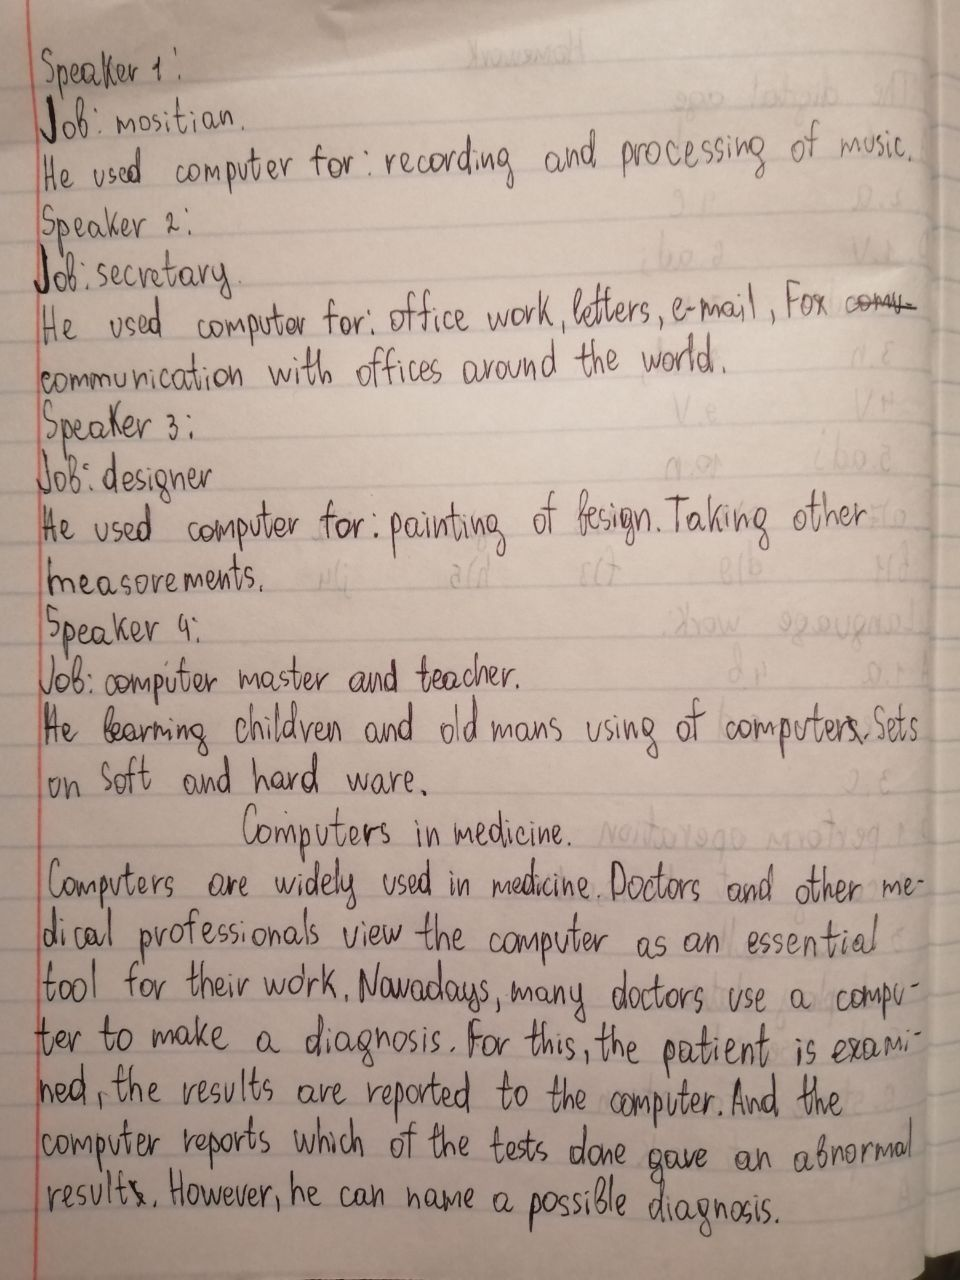 Speaker 1:
Job: mositian.
He used computer for: recording and processing of music.
Speaker 2:
Job: secretary.
He used computer for: office work, letters, e-mail, Fox comu-
communication with offices around the world.
Speaker 3:
Job: designer
He used computer for: painting of besign. Taking other
measorements.
Speaker 4:
Job: computer master and teacher.
He learning children and old mans using of computers. Sets
on soft and hard ware.
Computers in medicine.
Computers are widely used in medicine. Doctors and other me-
dical professionals view the computer as an essential
tool for their work. Nowadays, many doctors use a compu-
ter to make a diagnosis. For this, the patient is exami-
ned, the results are reported to the computer. And the
computer reports which of the tests done gave an abnormal
results. However, he can name a possible diagnosis.